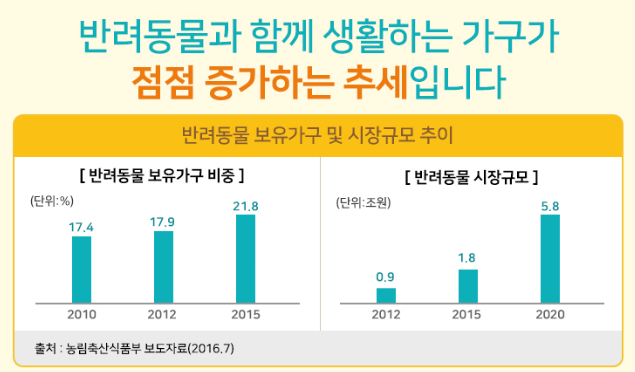 반려동물과 함께 생활하는 가구가
점점 증가하는 추세입니다
반려동물 보유가구 및 시장규모 추이
[ 반려동물 보유가구 비중 ]
(단위:%)
17.4
17.9
21.8
2010
2012
2015
[ 반려동물 시장규모 ]
(단위:조원)
0.9
1.8
5.8
2012
2015
2020
출처 : 농림축산식품부 보도자료(2016.7)